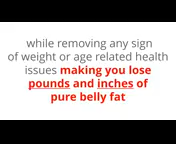 while removing any sign
of weight or age related health
issues making you lose
pounds and inches of
pure belly fat